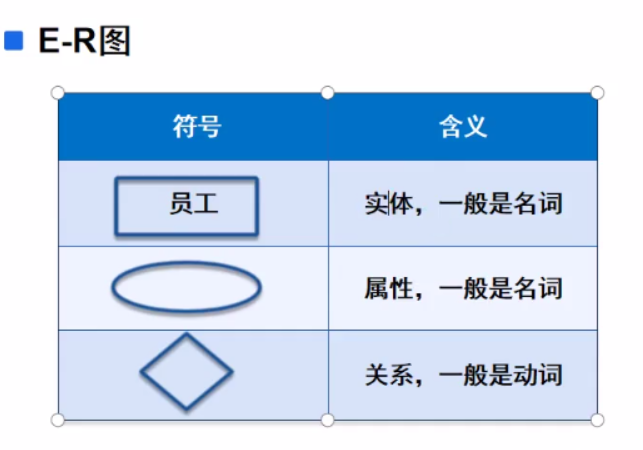 E-R图
符号
含义
员工
实体，一般是名词
属性，一般是名词
关系，一般是动词